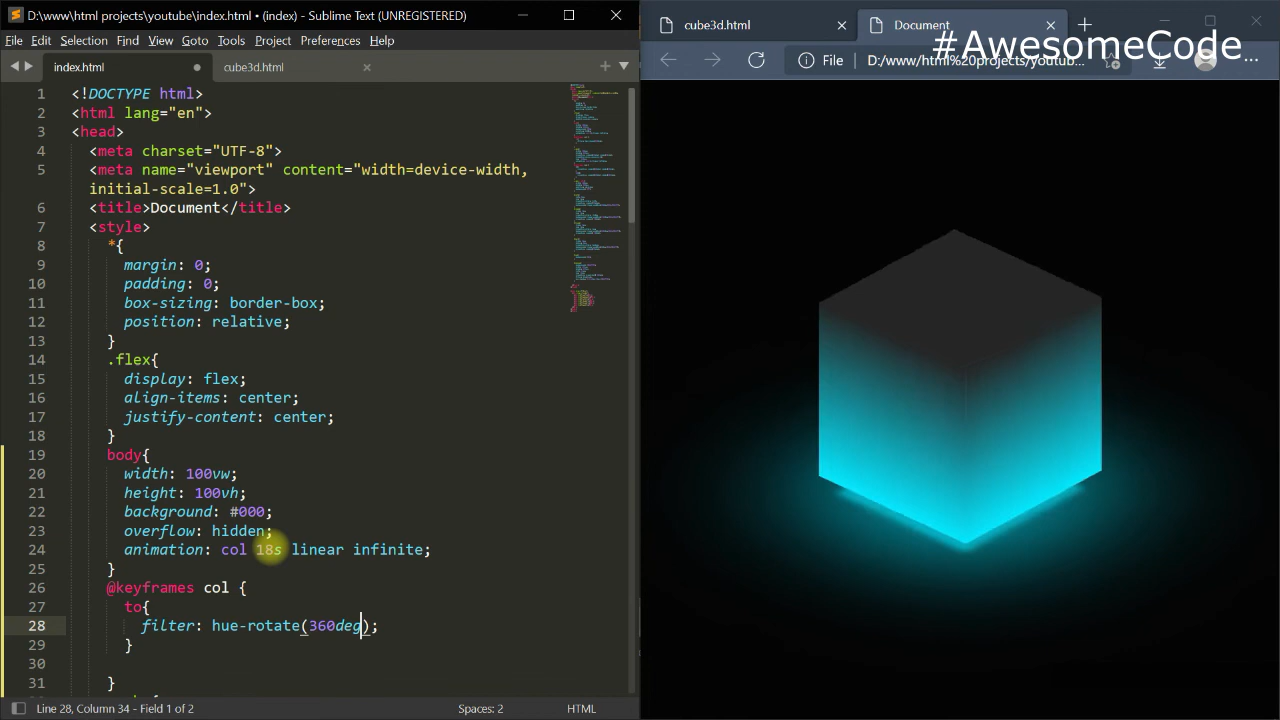 D:\www\html projects\youtube\index.html • (index) - Sublime Text (UNREGISTERED)
File Edit Selection Find View Goto Tools Project Preferences Help
index.html
cube3d.html
1 <!DOCTYPE html>
2 <html lang="en">
3 <head>
4 <meta charset="UTF-8">
5 <meta name="viewport" content="width=device-width,
initial-scale=1.0">
6 <title>Document</title>
7 <style>
8 *{
9 margin: 0;
10 padding: 0;
11 box-sizing: border-box;
12 position: relative;
13 }
14 .flex{
15 display: flex;
16 align-items: center;
17 justify-content: center;
18 }
19 body{
20 width: 100vw;
21 height: 100vh;
22 background: #000;
23 overflow: hidden;
24 animation: col 18s linear infinite;
25 }
26 @keyframes col {
27 to{
28 filter: hue-rotate(360deg);
29 }
30
31 }
Line 28, Column 34 - Field 1 of 2
Spaces: 2
HTML
cube3d.html
Document
#AwesomeCode
File D:/www/html%20projects/youtub...